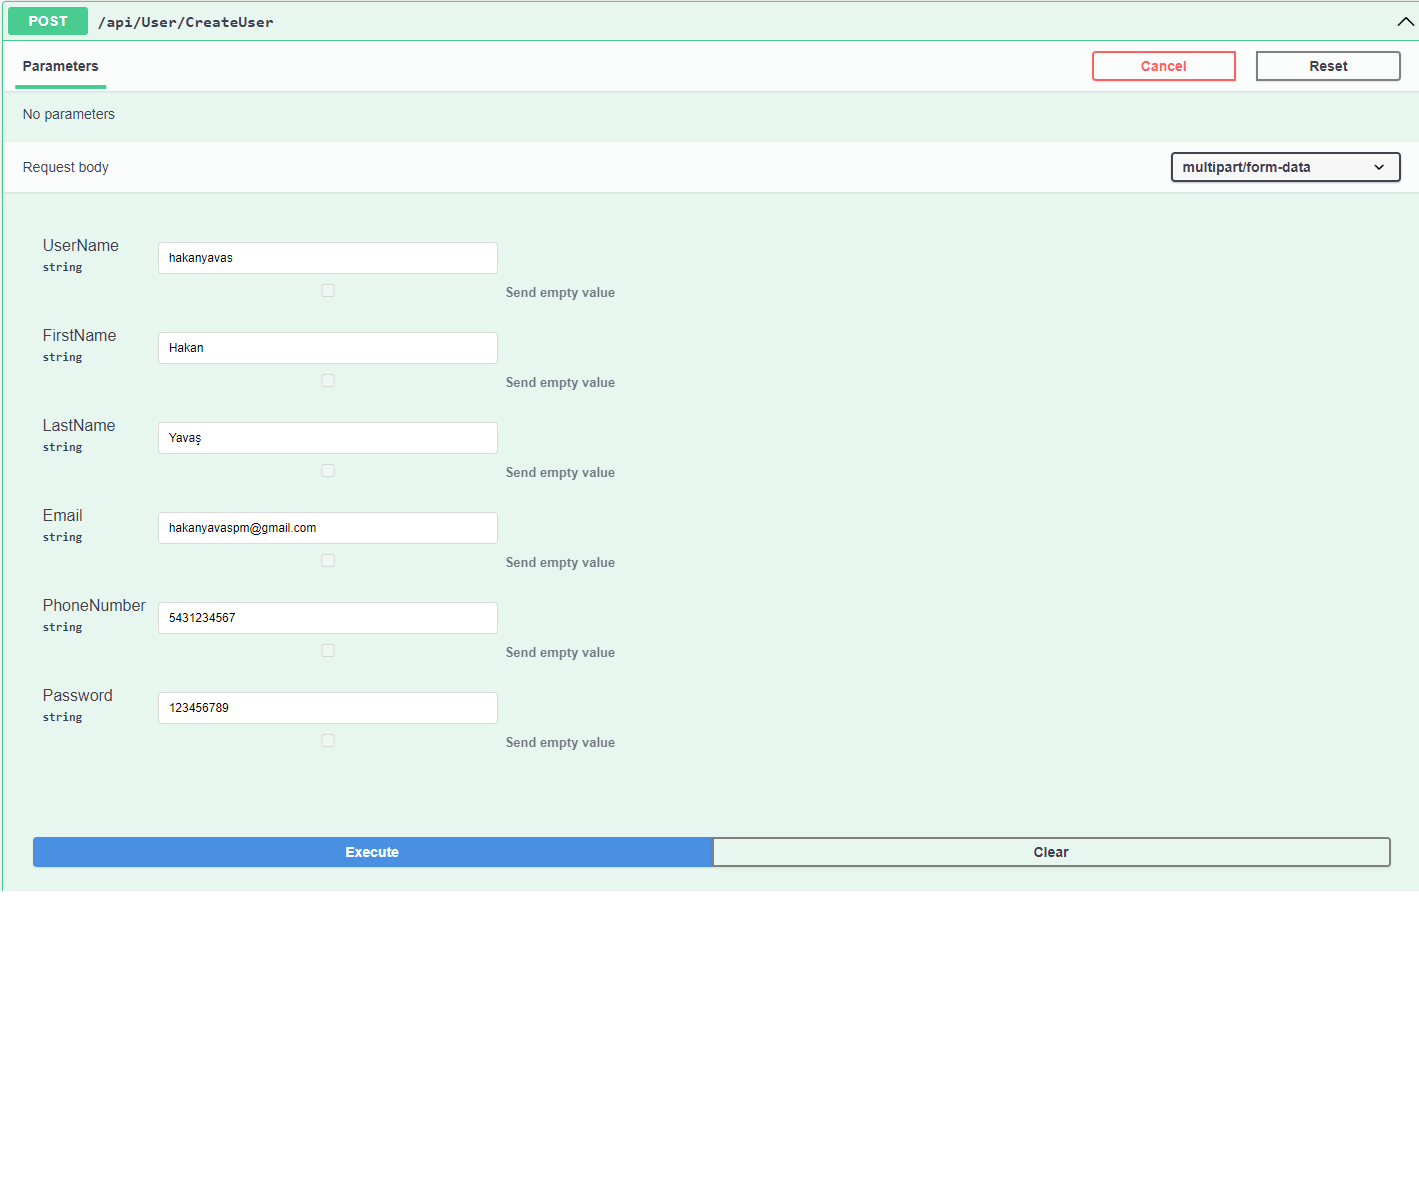 POST /api/User/CreateUser
Parameters
Cancel
Reset
No parameters
Request body
multipart/form-data
UserName
string
hakanyavas
Send empty value
FirstName
string
Hakan
Send empty value
LastName
string
Yavaş
Send empty value
Email
string
hakanyavaspm@gmail.com
Send empty value
PhoneNumber
string
5431234567
Send empty value
Password
string
123456789
Send empty value
Execute
Clear